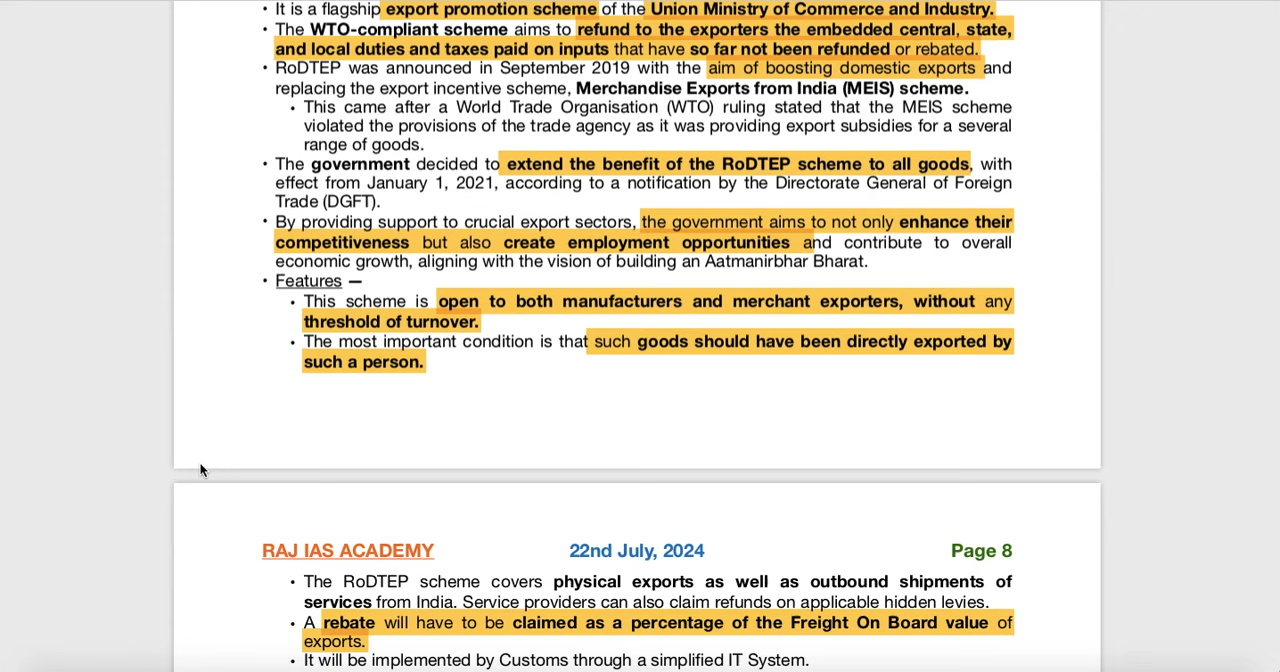 • It is a flagship export promotion scheme of the Union Ministry of Commerce and Industry.
• The WTO-compliant scheme aims to refund to the exporters the embedded central, state,
and local duties and taxes paid on inputs that have so far not been refunded or rebated.
• RoDTEP was announced in September 2019 with the aim of boosting domestic exports and
replacing the export incentive scheme, Merchandise Exports from India (MEIS) scheme.
• This came after a World Trade Organisation (WTO) ruling stated that the MEIS scheme
violated the provisions of the trade agency as it was providing export subsidies for a several
range of goods.
• The government decided to extend the benefit of the RoDTEP scheme to all goods, with
effect from January 1, 2021, according to a notification by the Directorate General of Foreign
Trade (DGFT).
• By providing support to crucial export sectors, the government aims to not only enhance their
competitiveness but also create employment opportunities and contribute to overall
economic growth, aligning with the vision of building an Aatmanirbhar Bharat.
• Features —
• This scheme is open to both manufacturers and merchant exporters, without any
threshold of turnover.
• The most important condition is that such goods should have been directly exported by
such a person.
RAJ IAS ACADEMY 22nd July, 2024 Page 8
• The RoDTEP scheme covers physical exports as well as outbound shipments of
services from India. Service providers can also claim refunds on applicable hidden levies.
• A rebate will have to be claimed as a percentage of the Freight On Board value of
exports.
• It will be implemented by Customs through a simplified IT System.